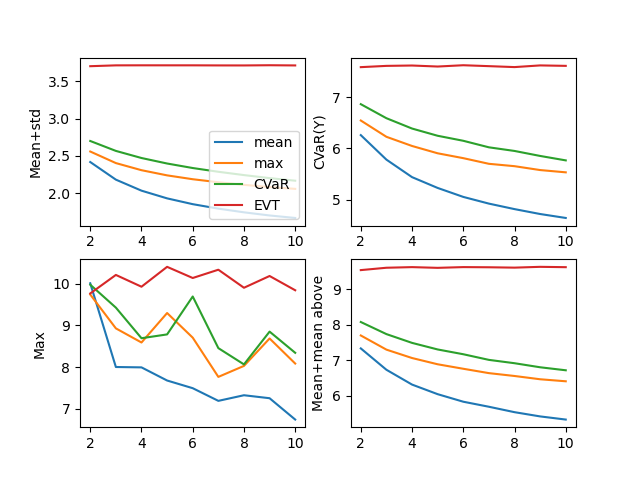 Mean+std
3.5
3.0
2.5
2.0
2 4 6 8 10
mean
max
CVaR
EVT
CVaR(Y)
7
6
5
2 4 6 8 10
Max
10
9
8
7
2 4 6 8 10
Mean+mean above
9
8
7
6
2 4 6 8 10